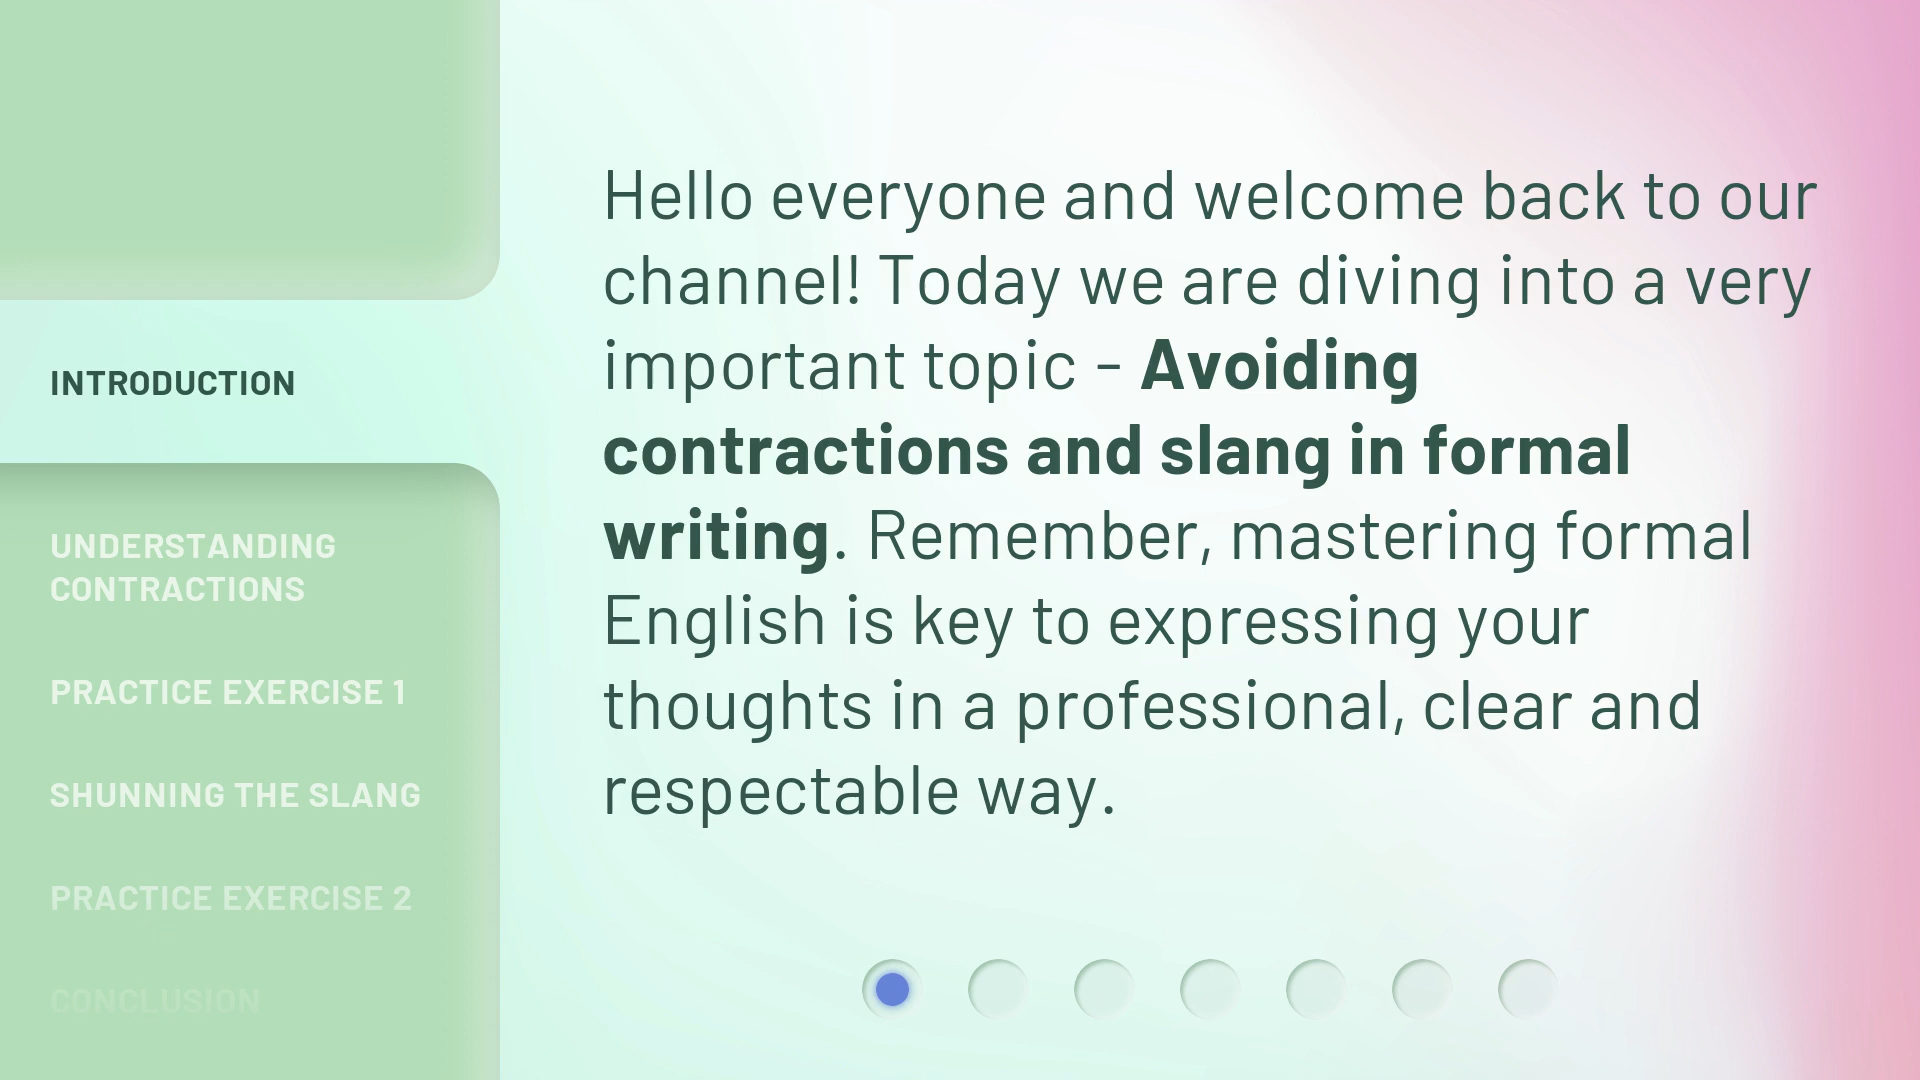 INTRODUCTION
UNDERSTANDING
CONTRACTIONS
PRACTICE EXERCISE 1
SHUNNING THE SLANG
PRACTICE EXERCISE 2
CONCLUSION
Hello everyone and welcome back to our
channel! Today we are diving into a very
important topic - Avoiding
contractions and slang in formal
writing. Remember, mastering formal
English is key to expressing your
thoughts in a professional, clear and
respectable way.